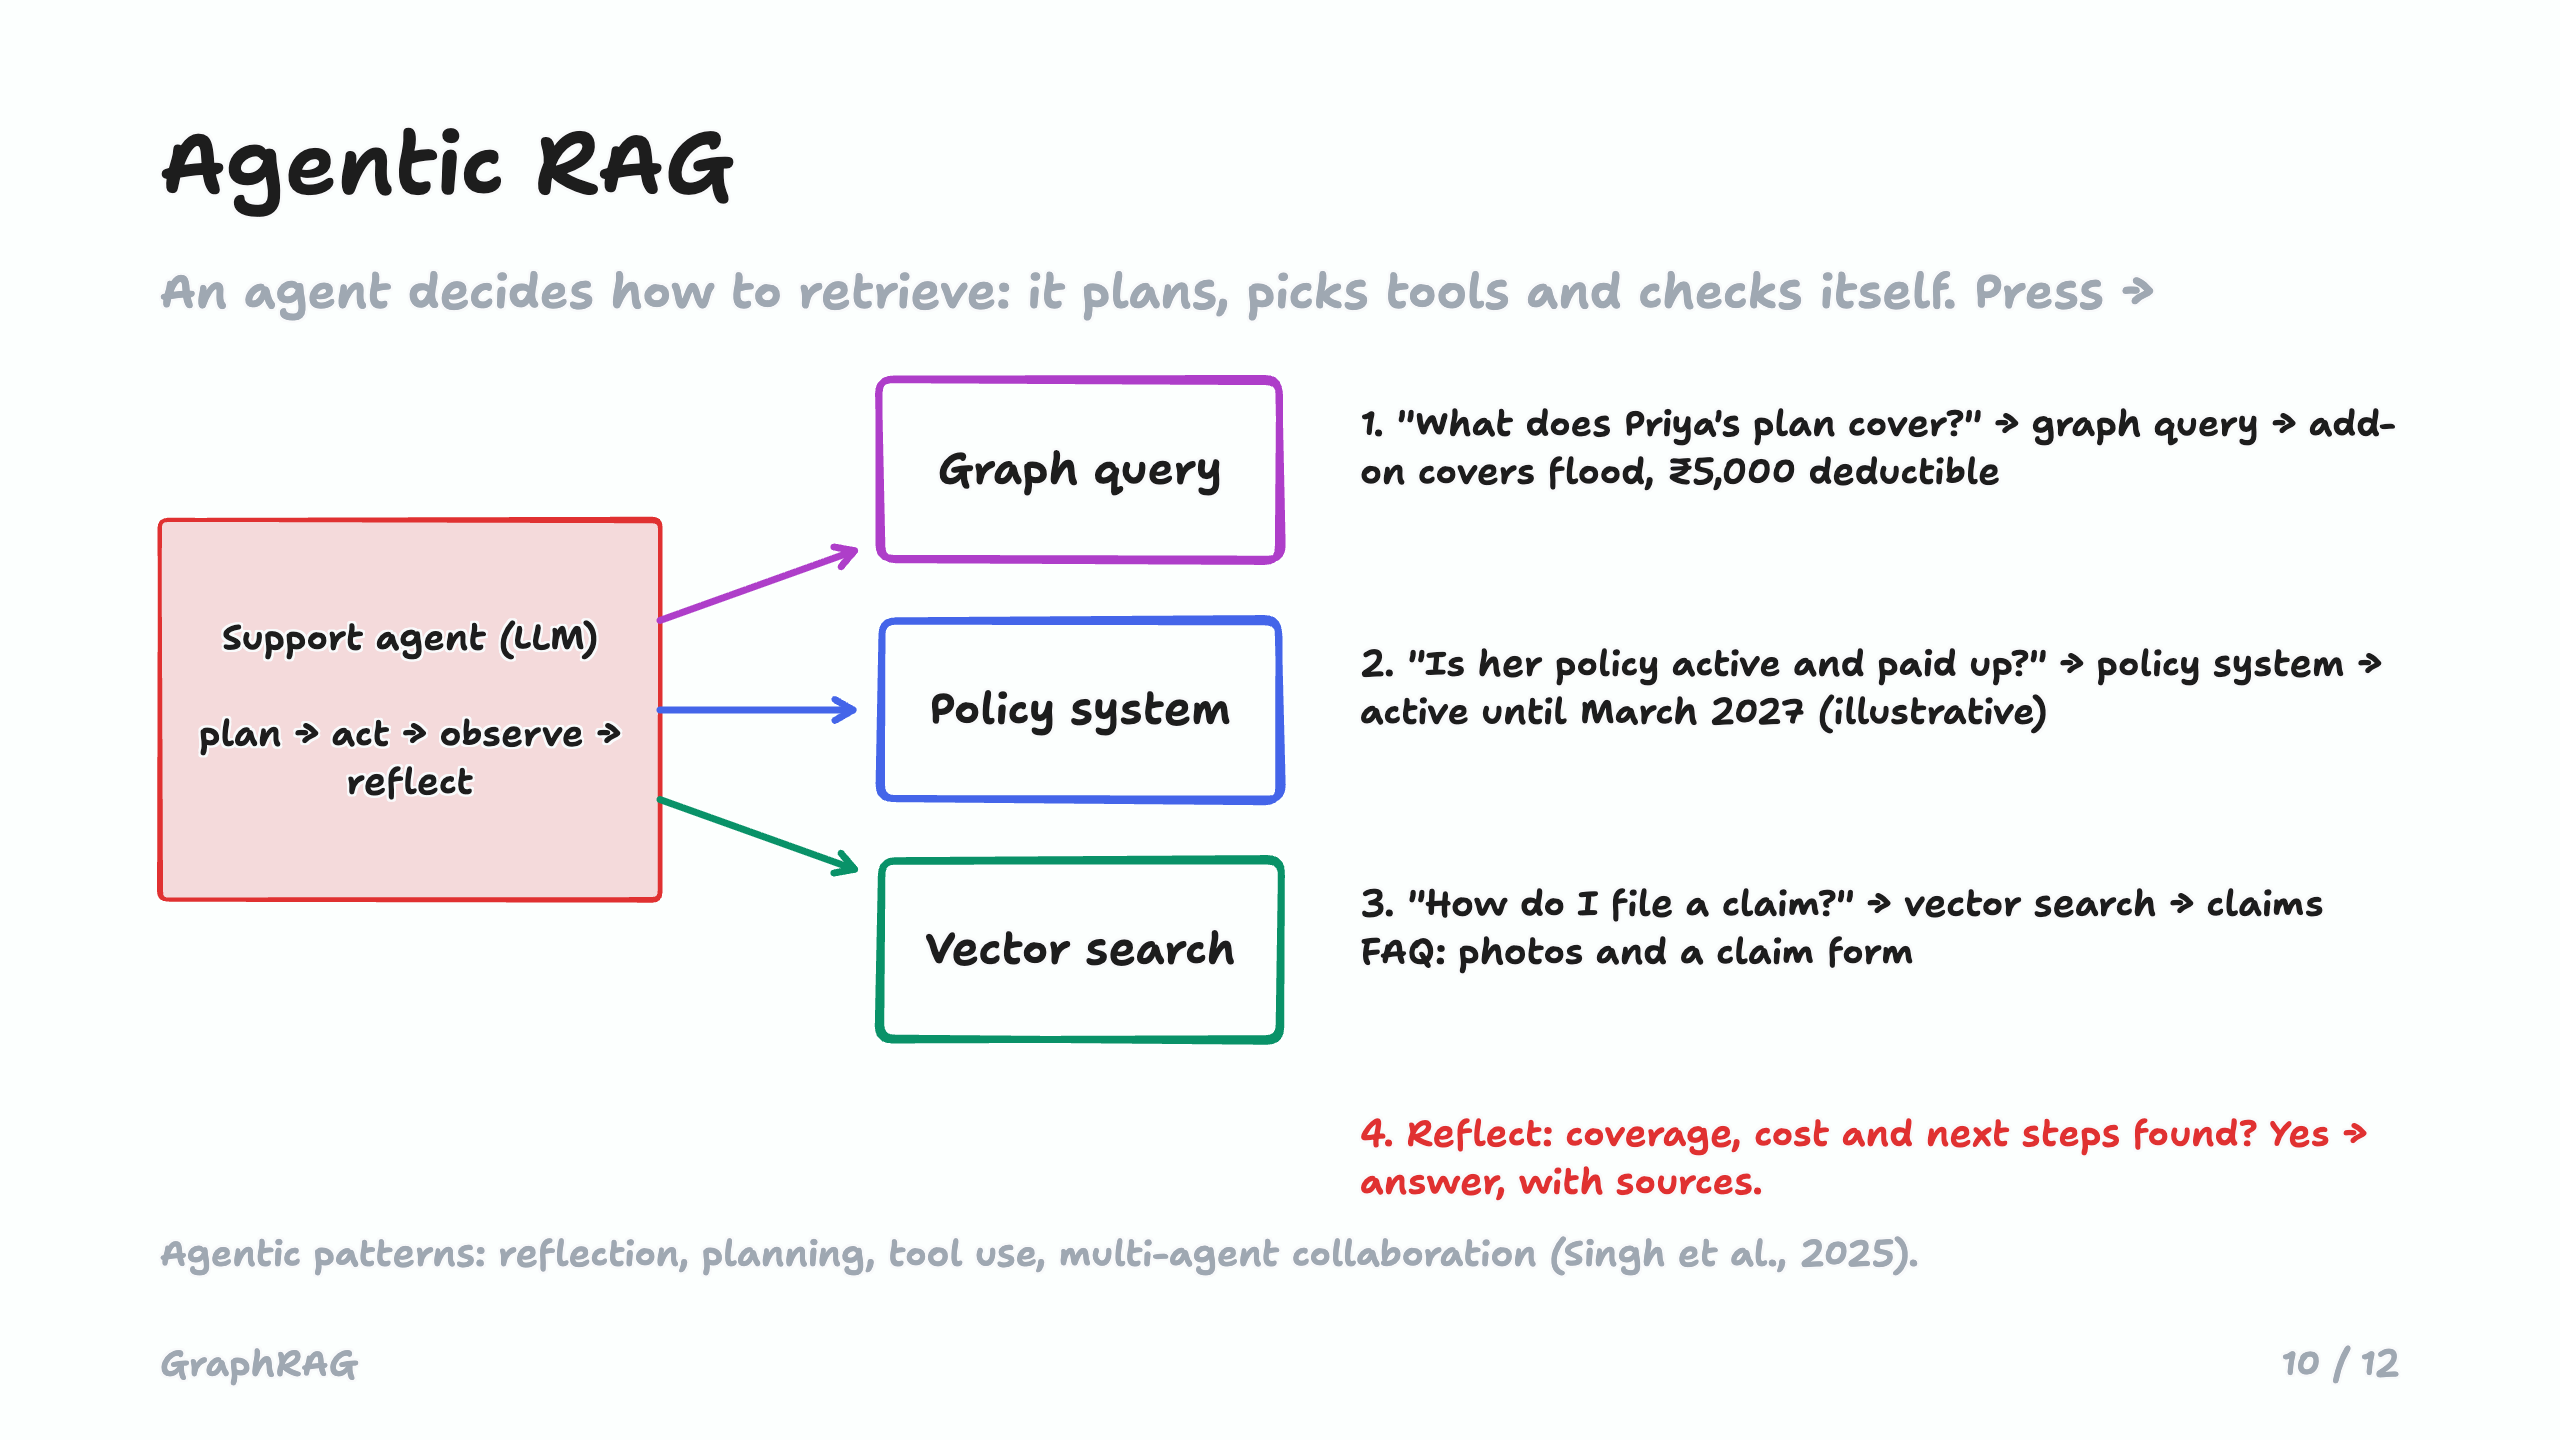 Agentic RAG
An agent decides how to retrieve: it plans, picks tools and checks itself. Press →
Support agent (LLM)
plan → act → observe →
reflect
Graph query
Policy system
Vector search
1. "What does Priya's plan cover?" → graph query → add-
on covers flood, ₹5,000 deductible
2. "Is her policy active and paid up?" → policy system →
active until March 2027 (illustrative)
3. "How do I file a claim?" → vector search → claims
FAQ: photos and a claim form
4. Reflect: coverage, cost and next steps found? Yes →
answer, with sources.
Agentic patterns: reflection, planning, tool use, multi-agent collaboration (Singh et al., 2025).
GraphRAG
10 / 12